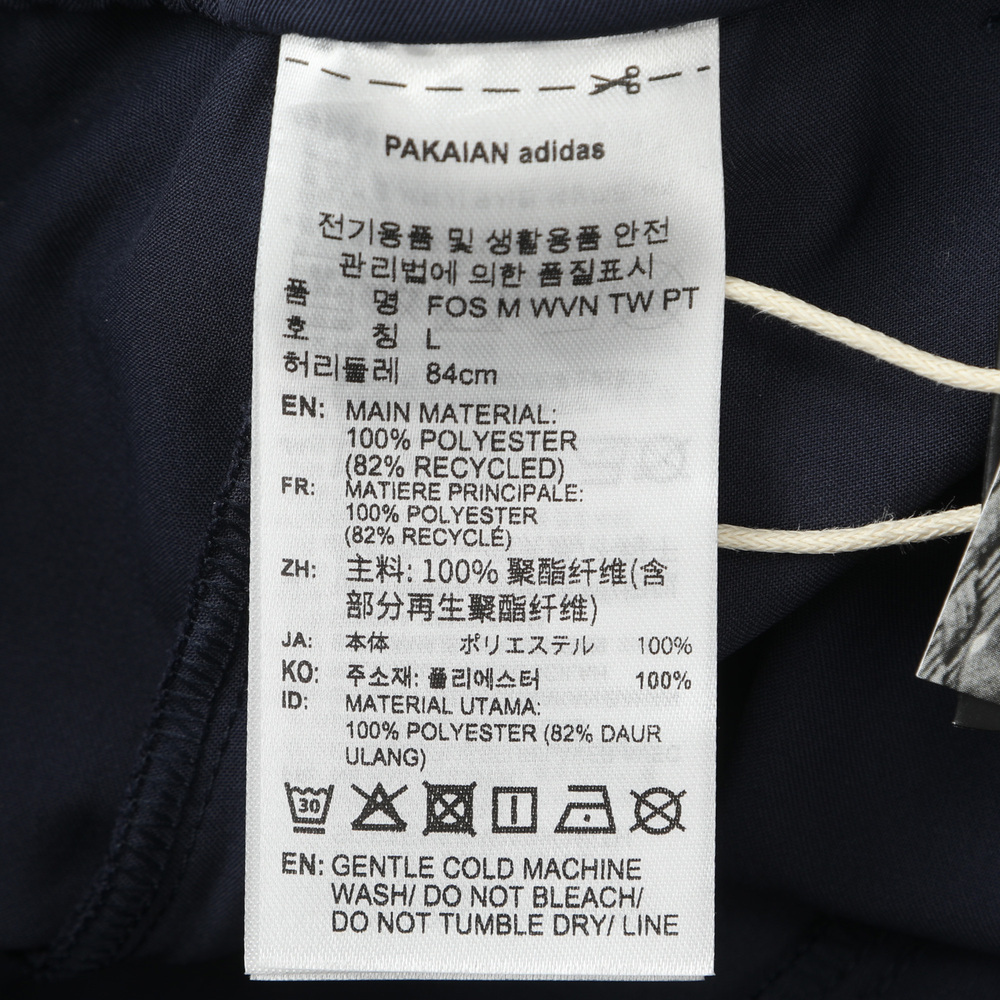 PAKAIAN adidas
전기용품 및 생활용품 안전
관리법에 의한 품질표시
품 명 FOS M WVN TW PT
호 칭 L
허리둘레 84cm
EN: MAIN MATERIAL:
100% POLYESTER
(82% RECYCLED)
FR: MATIERE PRINCIPALE:
100% POLYESTER
(82% RECYCLÉ)
ZH: 主料: 100% 聚酯纤维(含
部分再生聚酯纤维)
JA: 本体 ポリエステル 100%
KO: 주소재: 폴리에스터 100%
ID: MATERIAL UTAMA:
100% POLYESTER (82% DAUR
ULANG)
30
EN: GENTLE COLD MACHINE
WASH/ DO NOT BLEACH/
DO NOT TUMBLE DRY/ LINE